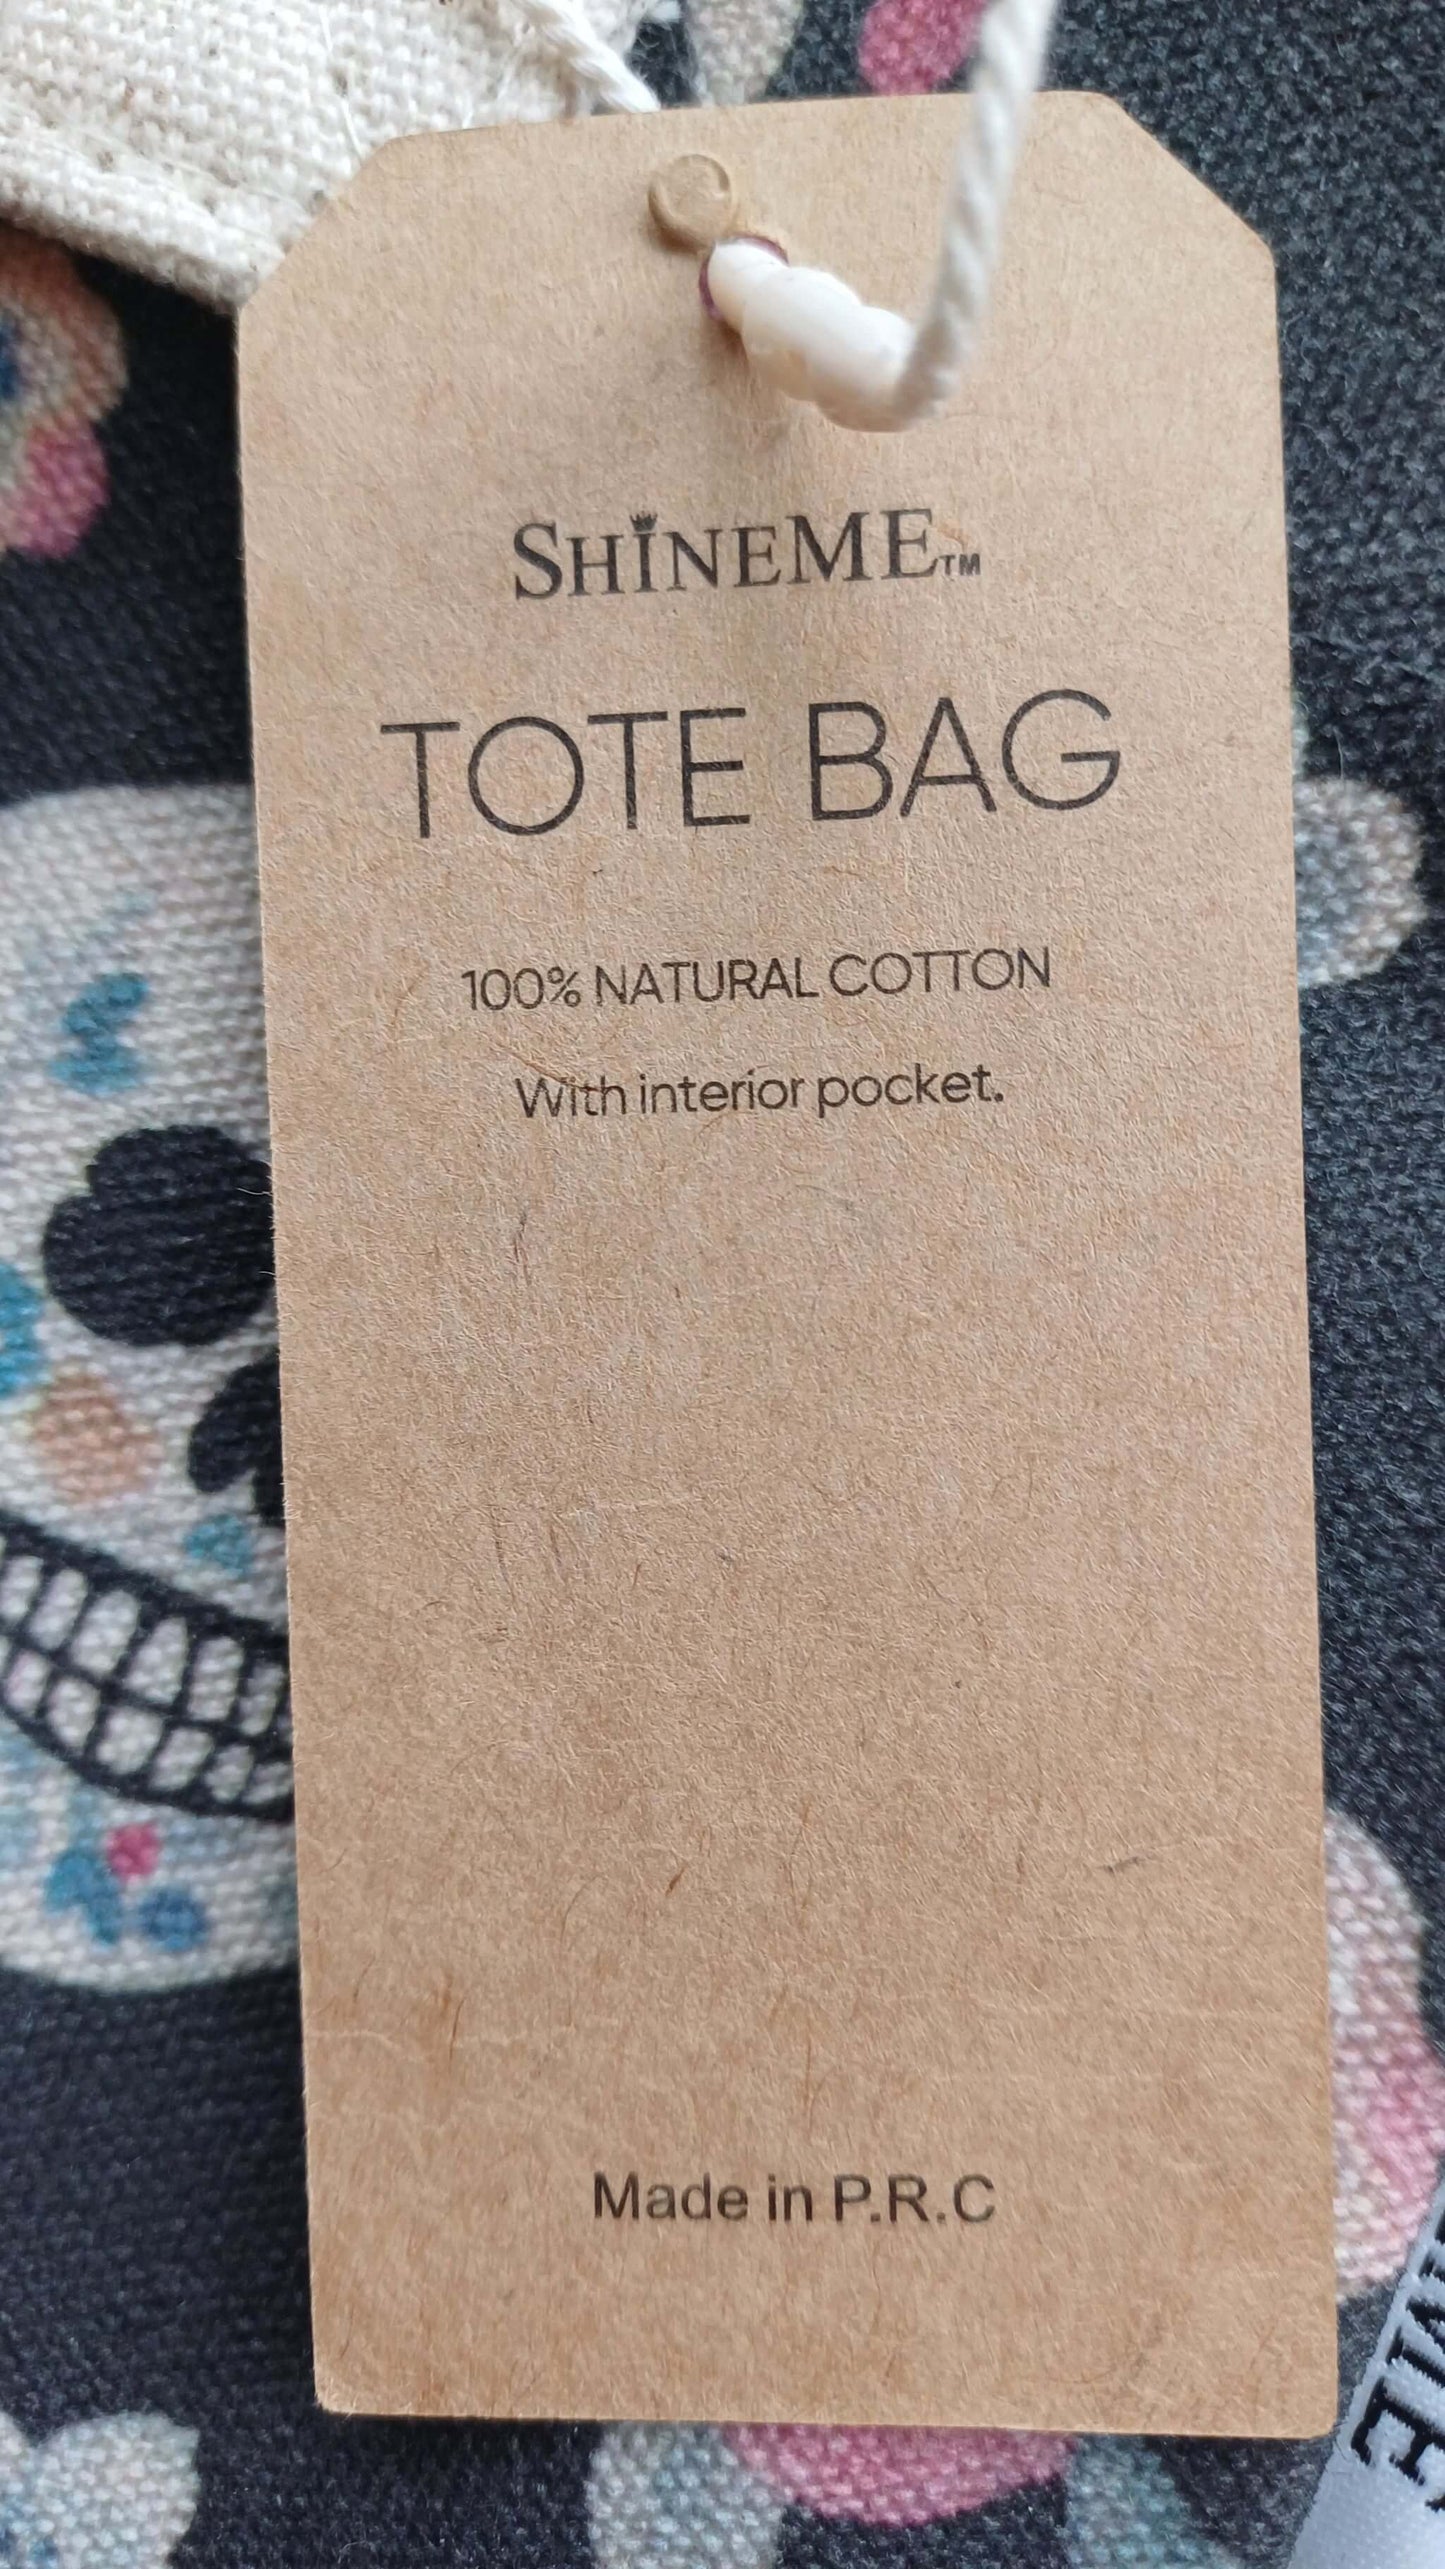 SHINEME™
TOTE BAG
100% NATURAL COTTON
With interior pocket.
Made in P.R.C